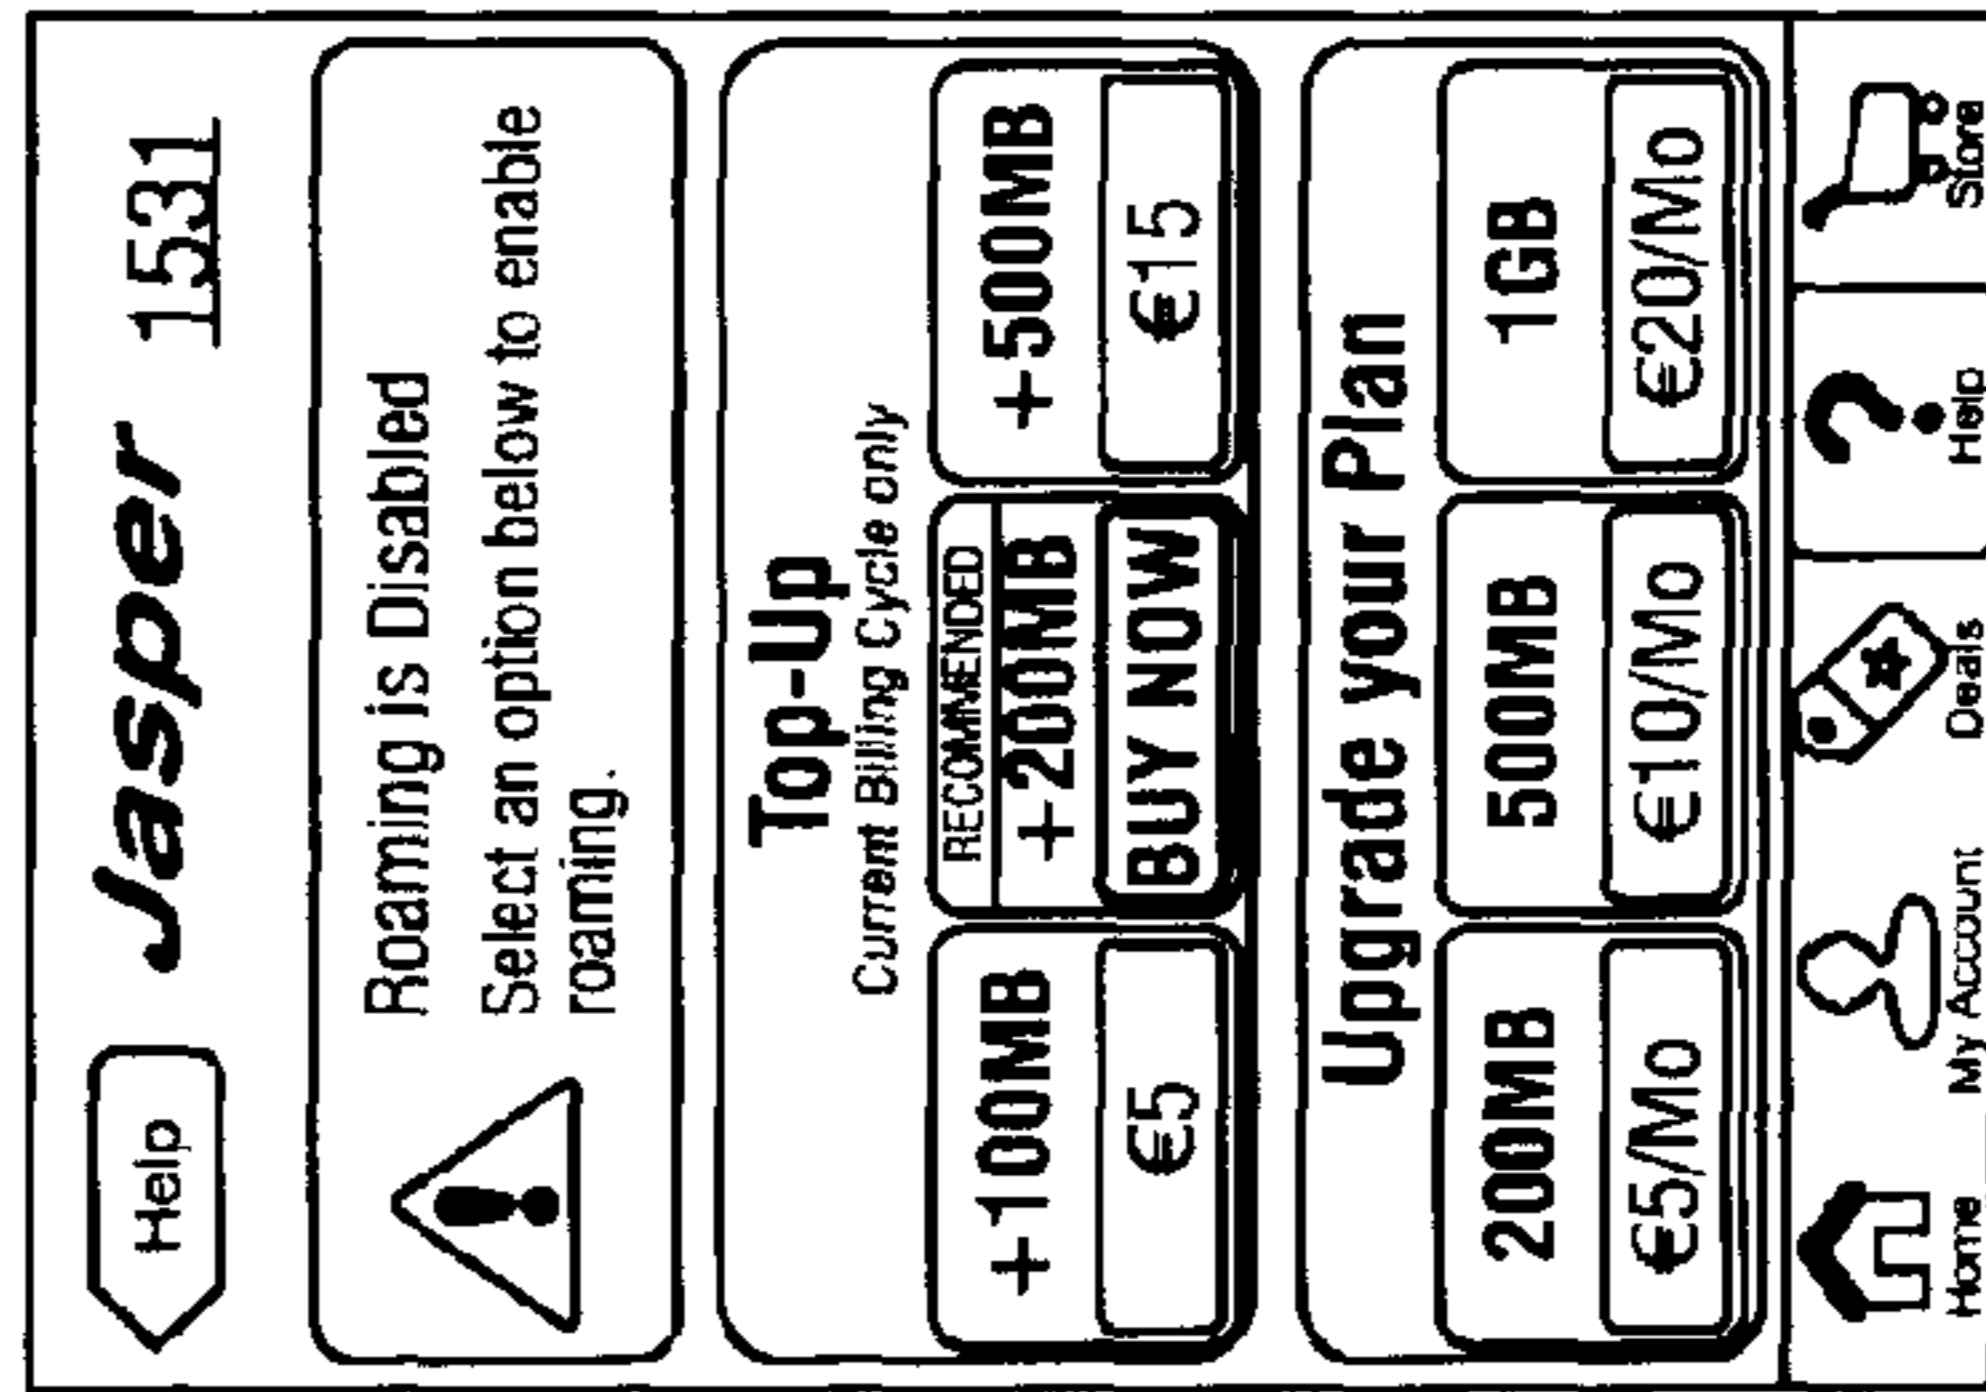 Help
Jasper
1531
Roaming is Disabled
Select an option below to enable
roaming.
Top-Up
Current Billing Cycle only
+100MB
€5
RECOMMENDED
+200MB
BUY NOW
+500MB
€15
Upgrade your Plan
200MB
€5/Mo
500MB
€10/Mo
1GB
€20/Mo
Home
My Account
Deals
Help
Store